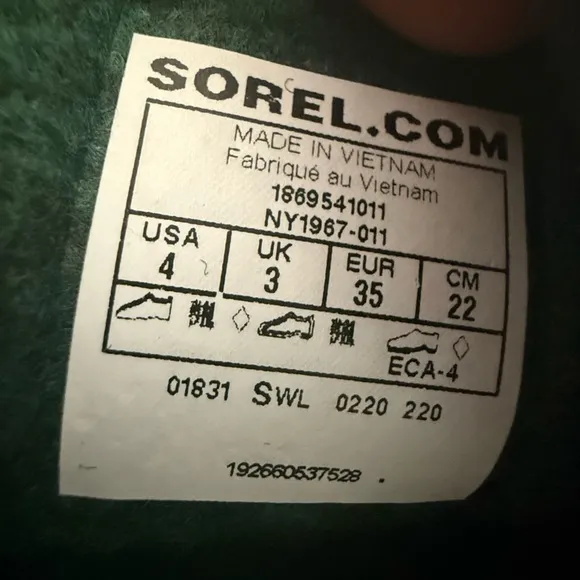 SOREL.COM
MADE IN VIETNAM
Fabriqué au Vietnam
1869541011
NY1967-011
USA UK EUR CM
4 3 35 22
ECA-4
01831 SWL 0220 220
192660537528 .